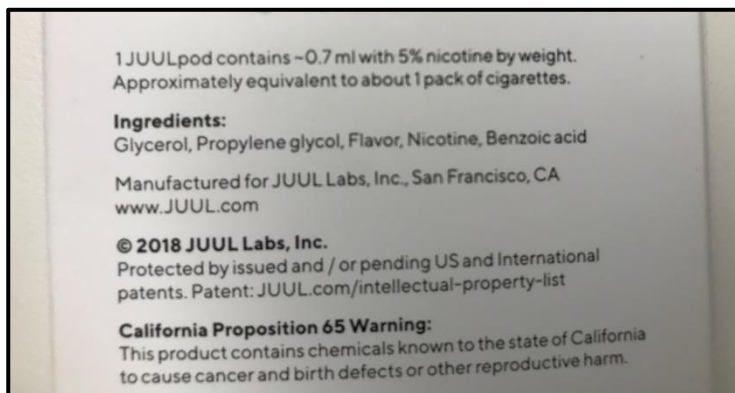 1 JUULpod contains ~0.7 ml with 5% nicotine by weight.
Approximately equivalent to about 1 pack of cigarettes.
Ingredients:
Glycerol, Propylene glycol, Flavor, Nicotine, Benzoic acid
Manufactured for JUUL Labs, Inc., San Francisco, CA
www.JUUL.com
© 2018 JUUL Labs, Inc.
Protected by issued and / or pending US and International
patents. Patent: JUUL.com/intellectual-property-list
California Proposition 65 Warning:
This product contains chemicals known to the state of California
to cause cancer and birth defects or other reproductive harm.